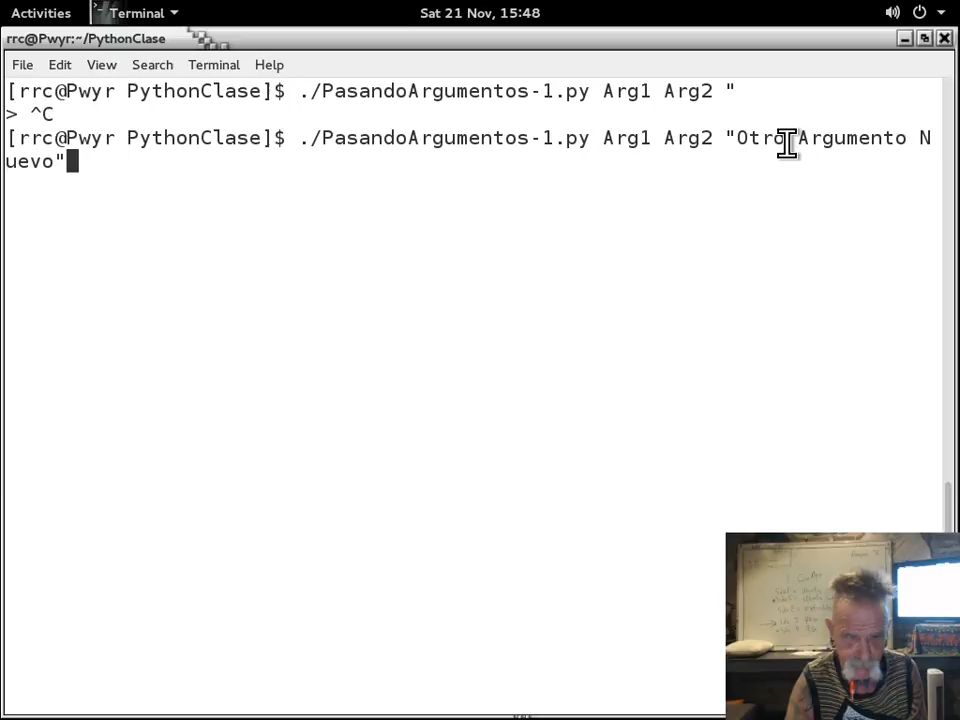 Activities Terminal Sat 21 Nov, 15:48
rrc@Pwyr:~/PythonClase
File Edit View Search Terminal Help
[rrc@Pwyr PythonClase]$ ./PasandoArgumentos-1.py Arg1 Arg2 "
> ^C
[rrc@Pwyr PythonClase]$ ./PasandoArgumentos-1.py Arg1 Arg2 "Otro Argumento N
uevo"